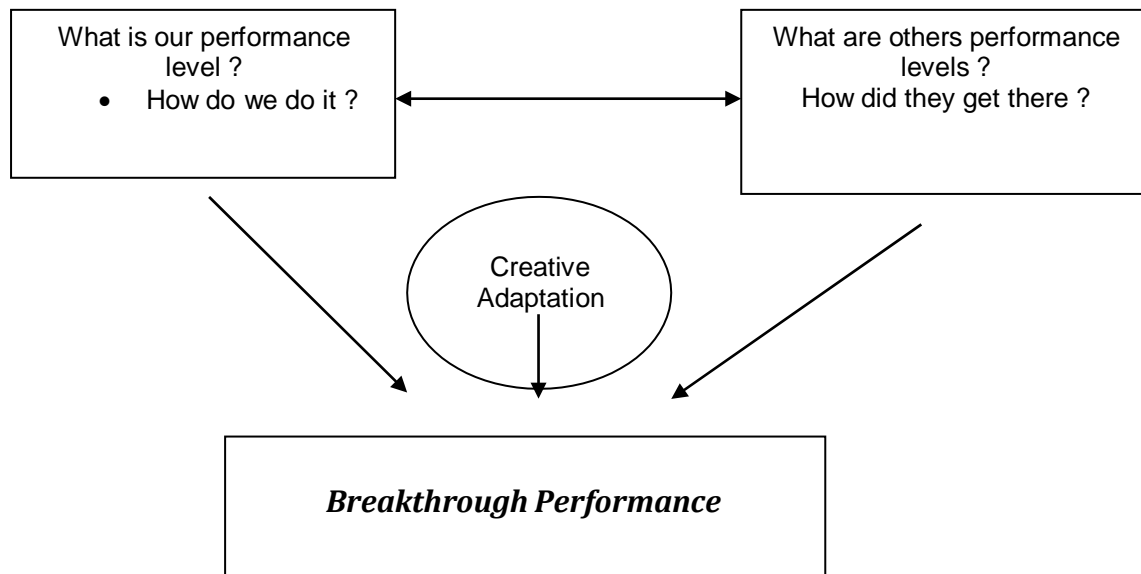 What is our performance
level ?
• How do we do it ?
What are others performance
levels ?
How did they get there ?
Creative
Adaptation
Breakthrough Performance